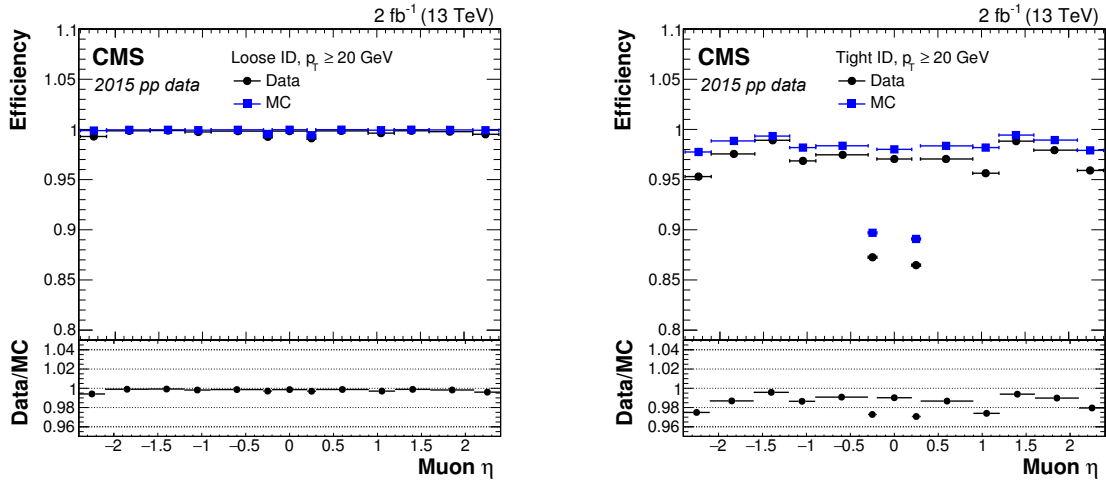 2 fb⁻¹ (13 TeV)
CMS
2015 pp data
Loose ID, p_T ≥ 20 GeV
Data
MC
Efficiency
1.1
1.05
1
0.95
0.9
0.85
0.8
Data/MC
1.04
1.02
1
0.98
0.96
−2 −1.5 −1 −0.5 0 0.5 1 1.5 2
Muon η
2 fb⁻¹ (13 TeV)
CMS
2015 pp data
Tight ID, p_T ≥ 20 GeV
Data
MC
Efficiency
1.1
1.05
1
0.95
0.9
0.85
0.8
Data/MC
1.04
1.02
1
0.98
0.96
−2 −1.5 −1 −0.5 0 0.5 1 1.5 2
Muon η